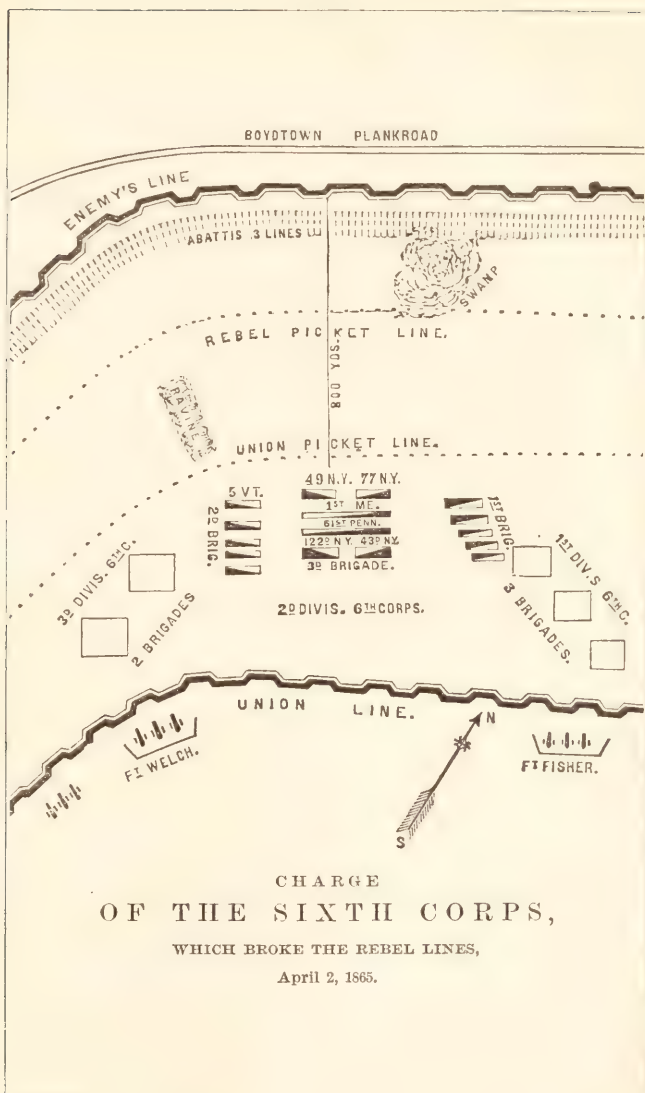 BOYDTOWN PLANKROAD
ENEMY'S LINE
ABATTIS 3 LINES
SWANP
REBEL PICKET LINE.
800 YDS.
RAVINE
UNION PICKET LINE.
49 N.Y. 77 N.Y.
5 VT.
1ST ME.
61ST PENN.
122D NY. 43D NY.
3D BRIGADE.
2D BRIG.
1ST BRIG.
3D DIVIS. 6TH C.
2 BRIGADES
1ST DIV.S 6TH C.
3 BRIGADES.
2D DIVIS. 6TH CORPS.
UNION LINE.
N
S
FT WELCH.
FT FISHER.
CHARGE
OF THE SIXTH CORPS,
WHICH BROKE THE REBEL LINES,
April 2, 1865.